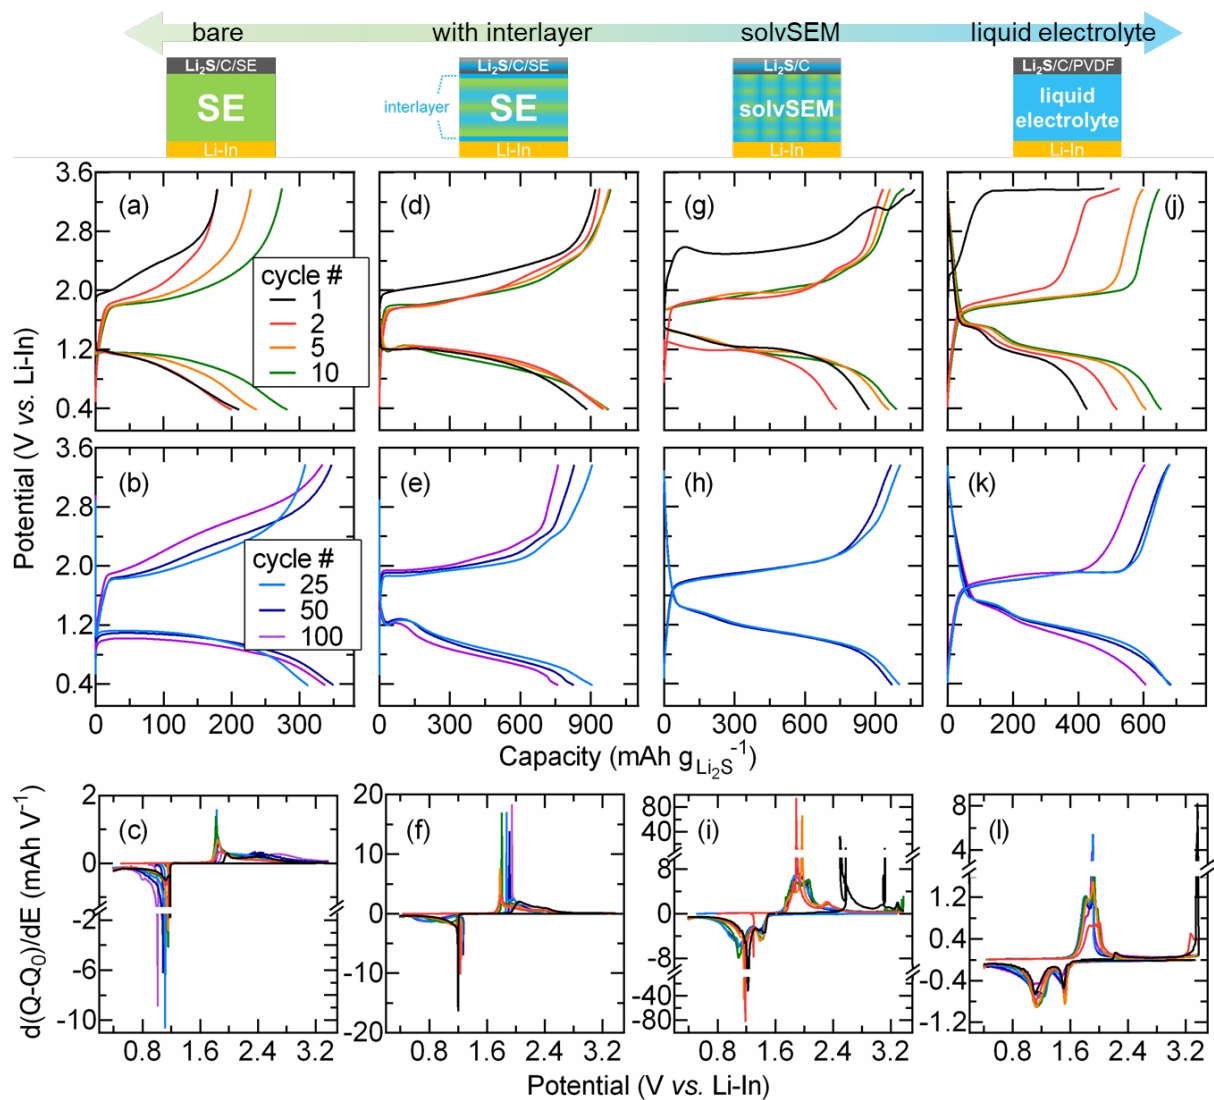 bare with interlayer solvSEM liquid electrolyte
Li2S/C/SE Li2S/C/SE Li2S/C Li2S/C/PVDF
SE interlayer SE solvSEM liquid
electrolyte
Li-In Li-In Li-In Li-In
Potential (V vs. Li-In)
3.6
2.8
2.0
1.2
0.4
(a)
cycle #
1
2
5
10
(d)
(g)
(j)
3.6
2.8
2.0
1.2
0.4
(b)
cycle #
25
50
100
(e)
(h)
(k)
0 100 200 300 0 300 600 900 0 300 600 900 0 200 400 600
Capacity (mAh gLi2S-1)
d(Q-Q0)/dE (mAh V-1)
2
0
-2
-6
-10
(c)
0.8 1.6 2.4 3.2
20
10
0
-10
-20
(f)
0.8 1.6 2.4 3.2
80
40
8
0
-8
-40
-80
(i)
0.8 1.6 2.4 3.2
8
4
1.2
0.4
-0.4
-1.2
(l)
0.8 1.6 2.4 3.2
Potential (V vs. Li-In)